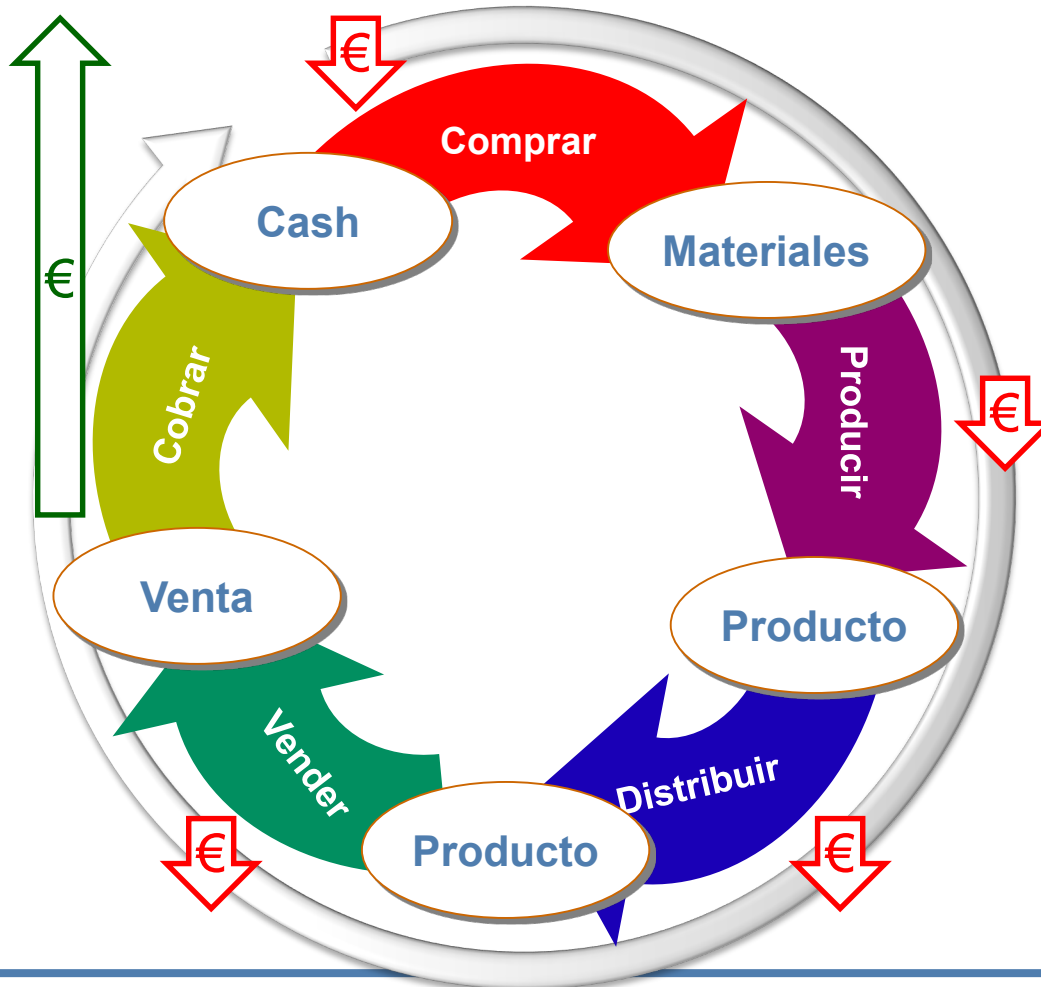 €
Comprar
Cash
Materiales
€
Cobrar
Producir
€
Venta
Producto
Vender
Distribuir
€
Producto
€